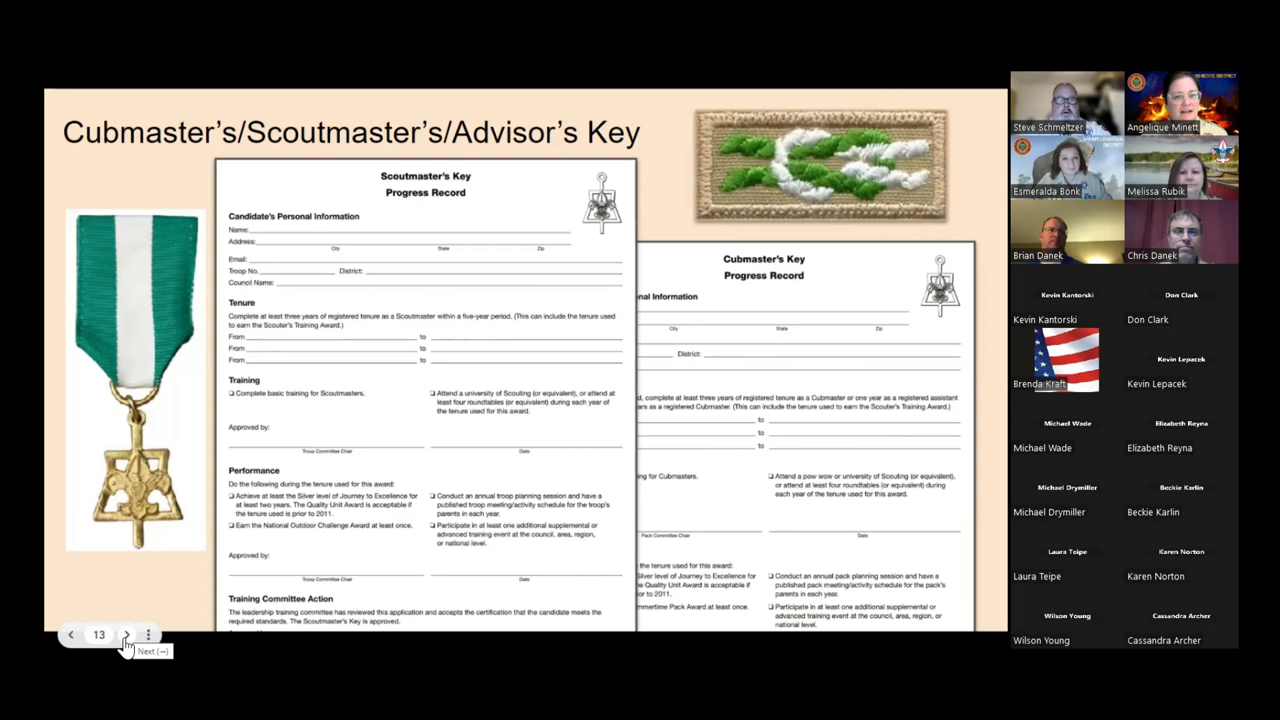 Cubmaster's/Scoutmaster's/Advisor's Key
Scoutmaster's Key
Progress Record
Candidate's Personal Information
Name:
Address:
City State Zip
Email:
Troop No. District:
Council Name:
Tenure
Complete at least three years of registered tenure as a Scoutmaster within a five-year period. (This can include the tenure used
to earn the Scouter's Training Award.)
From to
From to
From to
Training
Complete basic training for Scoutmasters.
Attend a university of Scouting (or equivalent), or attend at
least four roundtables (or equivalent) during each year of
the tenure used for this award.
Approved by:
Troop Committee Chair Date
Performance
Do the following during the tenure used for this award:
Achieve at least the Silver level of Journey to Excellence for
at least two years. The Quality Unit Award is acceptable if
the tenure used is prior to 2011.
Earn the National Outdoor Challenge Award at least once.
Conduct an annual troop planning session and have a
published troop meeting/activity schedule for the troop's
parents in each year.
Participate in at least one additional supplemental or
advanced training event at the council, area, region,
or national level.
Approved by:
Troop Committee Chair Date
Training Committee Action
The leadership training committee has reviewed this application and accepts the certification that the candidate meets the
required standards. The Scoutmaster's Key is approved.
Cubmaster's Key
Progress Record
nal Information
City State Zip
District:
d, complete at least three years of registered tenure as a Cubmaster or one year as a registered assistant
ars as a registered Cubmaster. (This can include the tenure used to earn the Scouter's Training Award.)
to
to
to
ng for Cubmasters.
Attend a pow wow or university of Scouting (or equivalent),
or attend at least four roundtables (or equivalent) during
each year of the tenure used for this award.
Pack Committee Chair Date
the tenure used for this award:
Silver level of Journey to Excellence for
e Quality Unit Award is acceptable if
ior to 2011.
mmertime Pack Award at least once.
Conduct an annual pack planning session and have a
published pack meeting/activity schedule for the pack's
parents in each year.
Participate in at least one additional supplemental or
advanced training event at the council, area, region, or
national level.
13
Next (→)
Steve Schmeltzer
Angelique Minett
Esmeralda Bonk
Melissa Rubik
Brian Danek
Chris Danek
Kevin Kantorski
Kevin Kantorski
Don Clark
Don Clark
Brenda Kraft
Kevin Lepacek
Kevin Lepacek
Michael Wade
Michael Wade
Elizabeth Reyna
Elizabeth Reyna
Michael Drymiller
Michael Drymiller
Beckie Karlin
Beckie Karlin
Laura Teipe
Laura Teipe
Karen Norton
Karen Norton
Wilson Young
Wilson Young
Cassandra Archer
Cassandra Archer